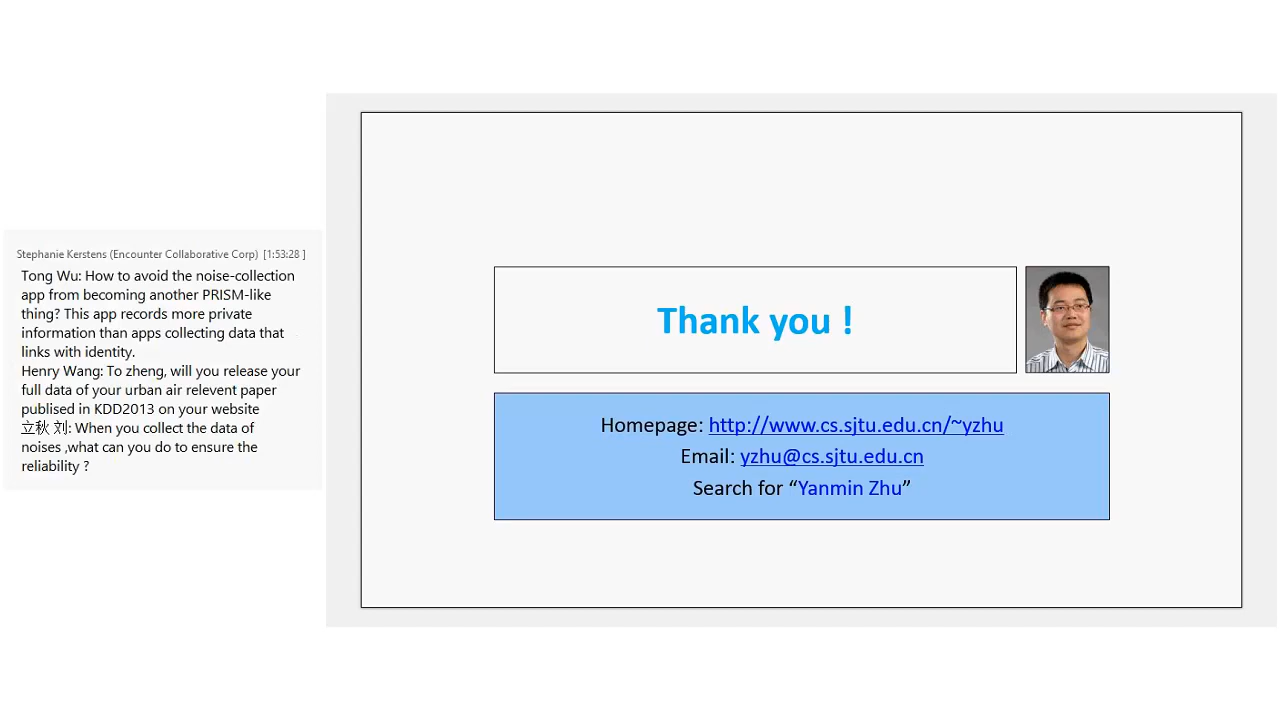 Stephanie Kerstens (Encounter Collaborative Corp) [1:53:28 ]
Tong Wu: How to avoid the noise-collection
app from becoming another PRISM-like
thing? This app records more private
information than apps collecting data that
links with identity.
Henry Wang: To zheng, will you release your
full data of your urban air relevent paper
publised in KDD2013 on your website
立秋 刘: When you collect the data of
noises ,what can you do to ensure the
reliability ?
Thank you !
Homepage: http://www.cs.sjtu.edu.cn/~yzhu
Email: yzhu@cs.sjtu.edu.cn
Search for “Yanmin Zhu”